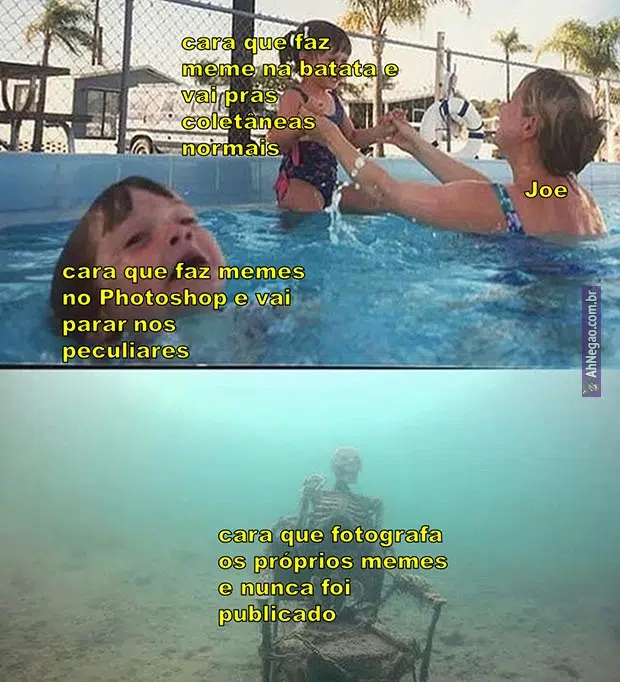 cara que faz
meme na batata e
vai pras
coletâneas
normais
Joe
cara que faz memes
no Photoshop e vai
parar nos
peculiares
AhNegao.com.br
cara que fotografa
os próprios memes
e nunca foi
publicado